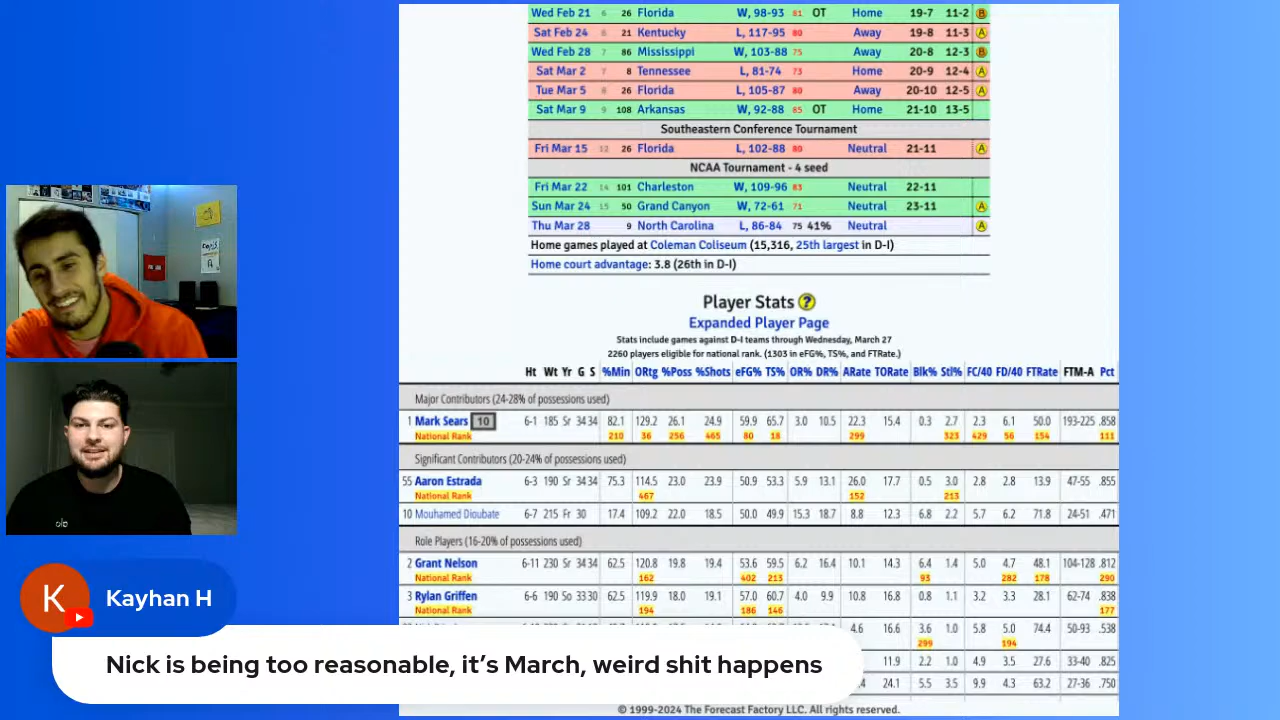 Wed Feb 21 6 26 Florida W, 98-93 81 OT Home 19-7 11-2 B
Sat Feb 24 8 21 Kentucky L, 117-95 80 Away 19-8 11-3 A
Wed Feb 28 7 86 Mississippi W, 103-88 75 Away 20-8 12-3 B
Sat Mar 2 7 8 Tennessee L, 81-74 73 Home 20-9 12-4 A
Tue Mar 5 8 26 Florida L, 105-87 80 Away 20-10 12-5 A
Sat Mar 9 9 108 Arkansas W, 92-88 85 OT Home 21-10 13-5
Southeastern Conference Tournament
Fri Mar 15 12 26 Florida L, 102-88 80 Neutral 21-11 A
NCAA Tournament - 4 seed
Fri Mar 22 14 101 Charleston W, 109-96 83 Neutral 22-11
Sun Mar 24 15 50 Grand Canyon W, 72-61 71 Neutral 23-11 A
Thu Mar 28 9 North Carolina L, 86-84 75 41% Neutral A
Home games played at Coleman Coliseum (15,316, 25th largest in D-I)
Home court advantage: 3.8 (26th in D-I)
Player Stats ?
Expanded Player Page
Stats include games against D-I teams through Wednesday, March 27
2260 players eligible for national rank. (1303 in eFG%, TS%, and FTRate.)
Ht Wt Yr G S %Min ORtg %Poss %Shots eFG% TS% OR% DR% ARate TORate Blk% Stl% FC/40 FD/40 FTRate FTM-A Pct
Major Contributors (24-28% of possessions used)
1 Mark Sears 10 6-1 185 Sr 34 34 82.1 129.2 26.1 24.9 59.9 65.7 3.0 10.5 22.3 15.4 0.3 2.7 2.3 6.1 50.0 193-225 .858
National Rank 210 36 256 465 80 18 299 323 429 56 154 111
Significant Contributors (20-24% of possessions used)
55 Aaron Estrada 6-3 190 Sr 34 34 75.3 114.5 23.0 23.9 50.9 53.3 5.9 13.1 26.0 17.7 0.5 3.0 2.8 2.8 13.9 47-55 .855
National Rank 467 152 213
10 Mouhamed Dioubate 6-7 215 Fr 30 17.4 109.2 22.0 18.5 50.0 49.9 15.3 18.7 8.8 12.3 6.8 2.2 5.7 6.2 71.8 24-51 .471
Role Players (16-20% of possessions used)
2 Grant Nelson 6-11 230 Sr 34 34 62.5 120.8 19.8 19.4 53.6 59.5 6.2 16.4 10.1 14.3 6.4 1.4 5.0 4.7 48.1 104-128 .812
National Rank 162 402 213 93 282 178 290
3 Rylan Griffen 6-6 190 So 33 30 62.5 119.9 18.0 19.1 57.0 60.7 4.0 9.9 10.8 16.8 0.8 1.1 3.2 3.3 28.1 62-74 .838
National Rank 194 186 146 177
4.6 16.6 3.6 1.0 5.8 5.0 74.4 50-93 .538
299 194
11.9 2.2 1.0 4.9 3.5 27.6 33-40 .825
24.1 5.5 3.5 9.9 4.3 63.2 27-36 .750
© 1999-2024 The Forecast Factory LLC. All rights reserved.
K Kayhan H
Nick is being too reasonable, it’s March, weird shit happens